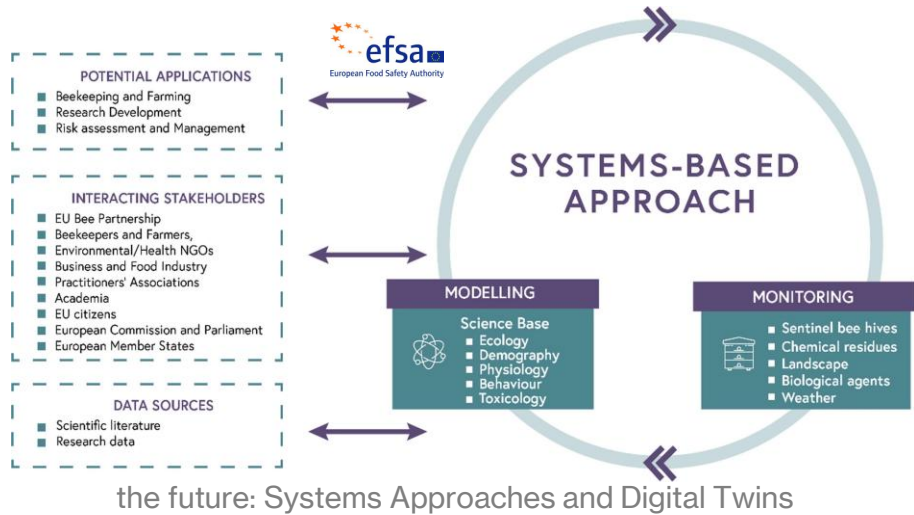 efsa
European Food Safety Authority
POTENTIAL APPLICATIONS
Beekeeping and Farming
Research Development
Risk assessment and Management
INTERACTING STAKEHOLDERS
EU Bee Partnership
Beekeepers and Farmers,
Environmental/Health NGOs
Business and Food Industry
Practitioners' Associations
Academia
EU citizens
European Commission and Parliament
European Member States
DATA SOURCES
Scientific literature
Research data
SYSTEMS-BASED
APPROACH
MODELLING
Science Base
Ecology
Demography
Physiology
Behaviour
Toxicology
MONITORING
Sentinel bee hives
Chemical residues
Landscape
Biological agents
Weather
the future: Systems Approaches and Digital Twins